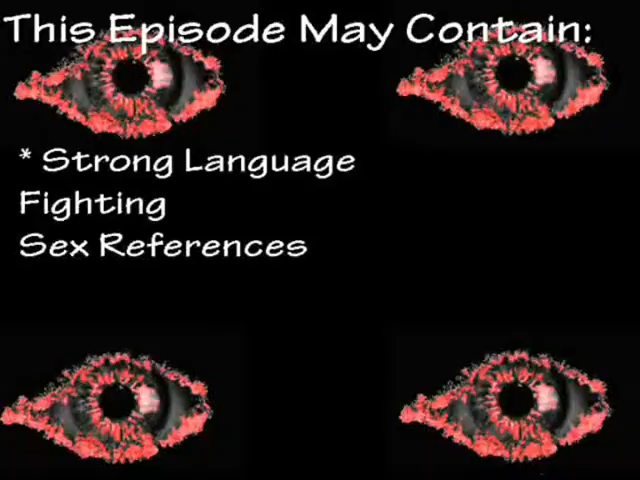 This Episode May Contain:
* Strong Language
Fighting
Sex References